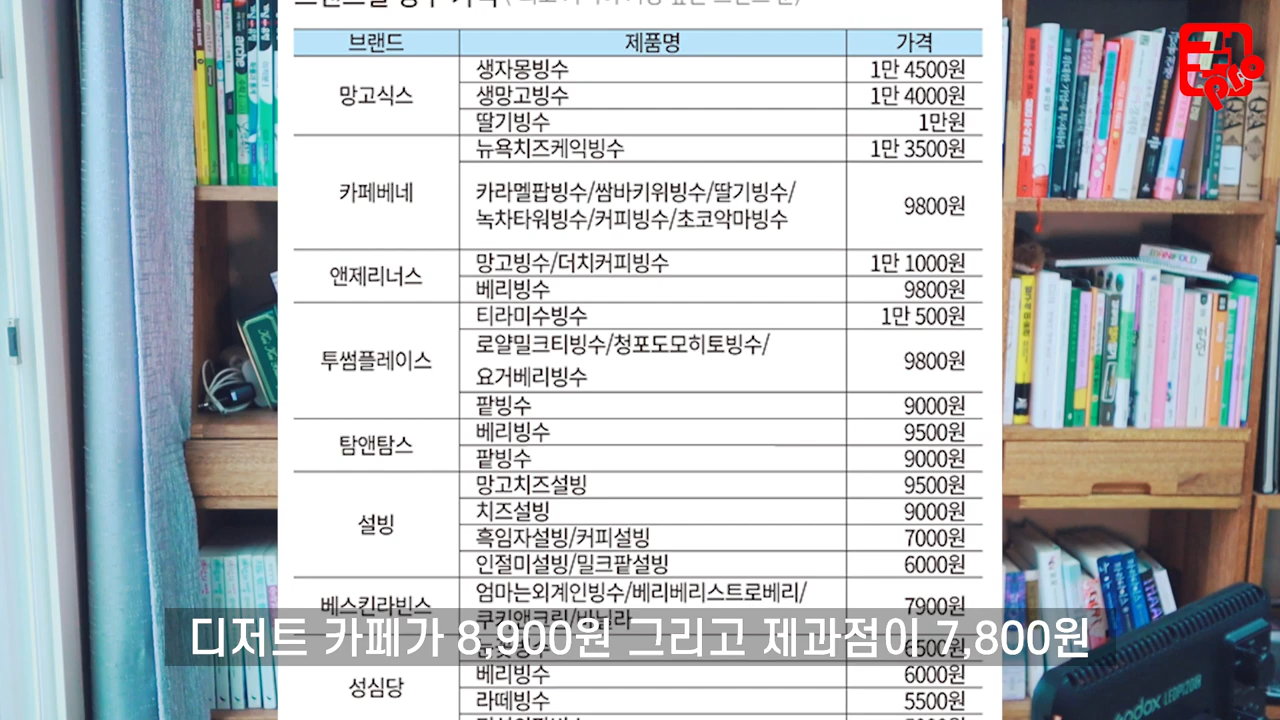 브랜드 제품명 가격
망고식스 생자몽빙수 1만 4500원
생망고빙수 1만 4000원
딸기빙수 1만원
카페베네 뉴욕치즈케익빙수 1만 3500원
카라멜팝빙수/쌈바키위빙수/딸기빙수/
녹차타워빙수/커피빙수/초코악마빙수 9800원
앤제리너스 망고빙수/더치커피빙수 1만 1000원
베리빙수 9800원
투썸플레이스 티라미수빙수 1만 500원
로얄밀크티빙수/청포도모히토빙수/
요거베리빙수 9800원
팥빙수 9000원
탐앤탐스 베리빙수 9500원
팥빙수 9000원
설빙 망고치즈설빙 9500원
치즈설빙 9000원
흑임자설빙/커피설빙 7000원
인절미설빙/밀크팥설빙 6000원
베스킨라빈스 엄마는외계인빙수/베리베리스트로베리/
7900원
디저트 카페가 8,900원 그리고 제과점이 7,800원
6500원
성심당 베리빙수 6000원
라떼빙수 5500원
pro